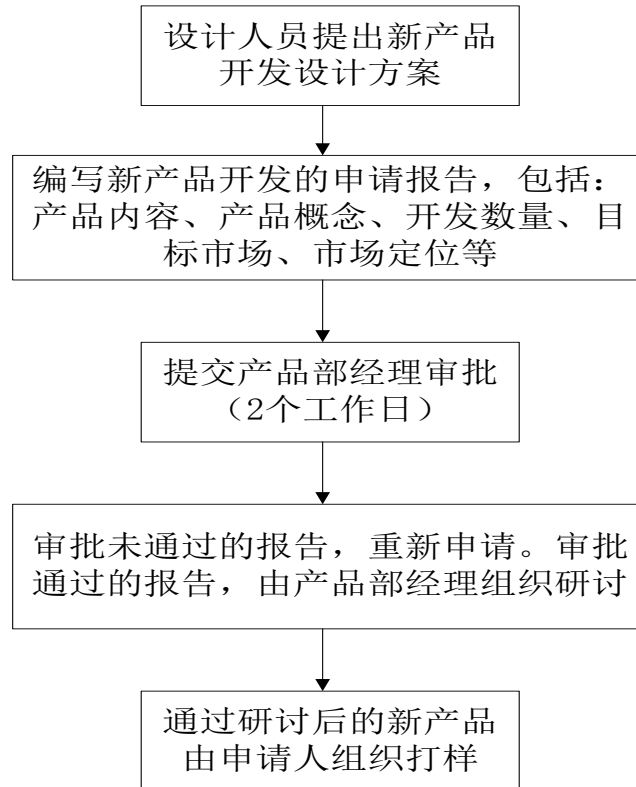 设计人员提出新产品
开发设计方案
编写新产品开发的申请报告，包括：
产品内容、产品概念、开发数量、目
标市场、市场定位等
提交产品部经理审批
（2个工作日）
审批未通过的报告，重新申请。审批
通过的报告，由产品部经理组织研讨
通过研讨后的新产品
由申请人组织打样